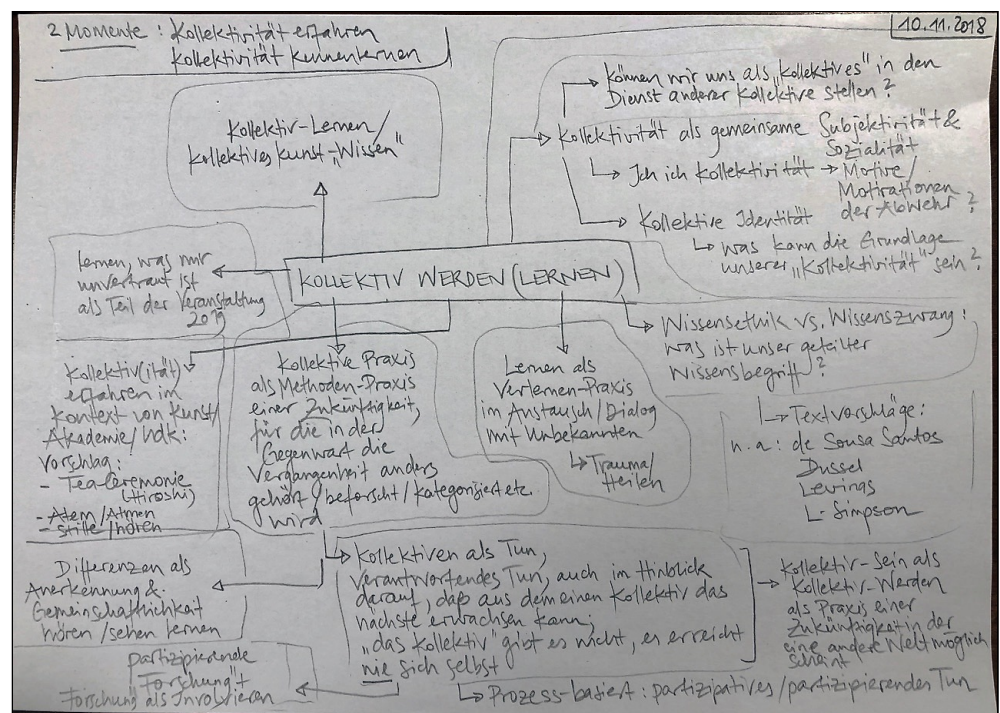 2 Momente : Kollektivität erfahren
Kollektivität kennenlernen
10.11.2018
Kollektiv-Lernen/
kollektives Kunst-„Wissen"
Können wir uns als „kollektives" in den
Dienst anderer Kollektive stellen?
Kollektivität als gemeinsame Subjektivität &
Sozialität
Ich ich Kollektivität → Motive/
Motivationen
der Abwehr?
Kollektive Identität
was kann die Grundlage
unserer „Kollektivität" sein?
lernen, was mir
unvertraut ist
als Teil der Veranstaltung
2019
KOLLEKTIV WERDEN (LERNEN)
Wissensethik vs. Wissenszwang:
was ist unser geteilter
Wissensbegriff?
Textvorschläge:
u.a.: de Sousa Santos
Dussel
Levings
L. Simpson
Kollektiv(ität)
erfahren im
Kontext von Kunst/
Akademie/UdK:
Vorschlag:
- Tea Ceremonie
(Hiroshi)
- Atem/Atmen
- Stille/hören
Kollektive Praxis
als Methoden-Praxis
einer Zukünftigkeit,
für die in der
Gegenwart die
Vergangenheit anders
gehört/beforscht/kategorisiert etc.
wird
Lernen als
Verlernen-Praxis
im Austausch/Dialog
mit Unbekannten
Trauma/
Heilen
Differenzen als
Anerkennung &
Gemeinschaftlichkeit
hören/sehen lernen
Kollektiven als Tun,
verantwortendes Tun, auch im Hinblick
darauf, daß aus dem einen Kollektiv das
nächste erwachsen kann;
„das Kollektiv" gibt es nicht, es erreicht
nie sich selbst
Kollektiv-Sein als
Kollektiv-Werden
als Praxis einer
Zukünftigkeit in der
eine andere Welt möglich
scheint
partizipierende
Forschung +
Forschung als Involvieren
Prozess-basiert: partizipatives/partizipierendes Tun